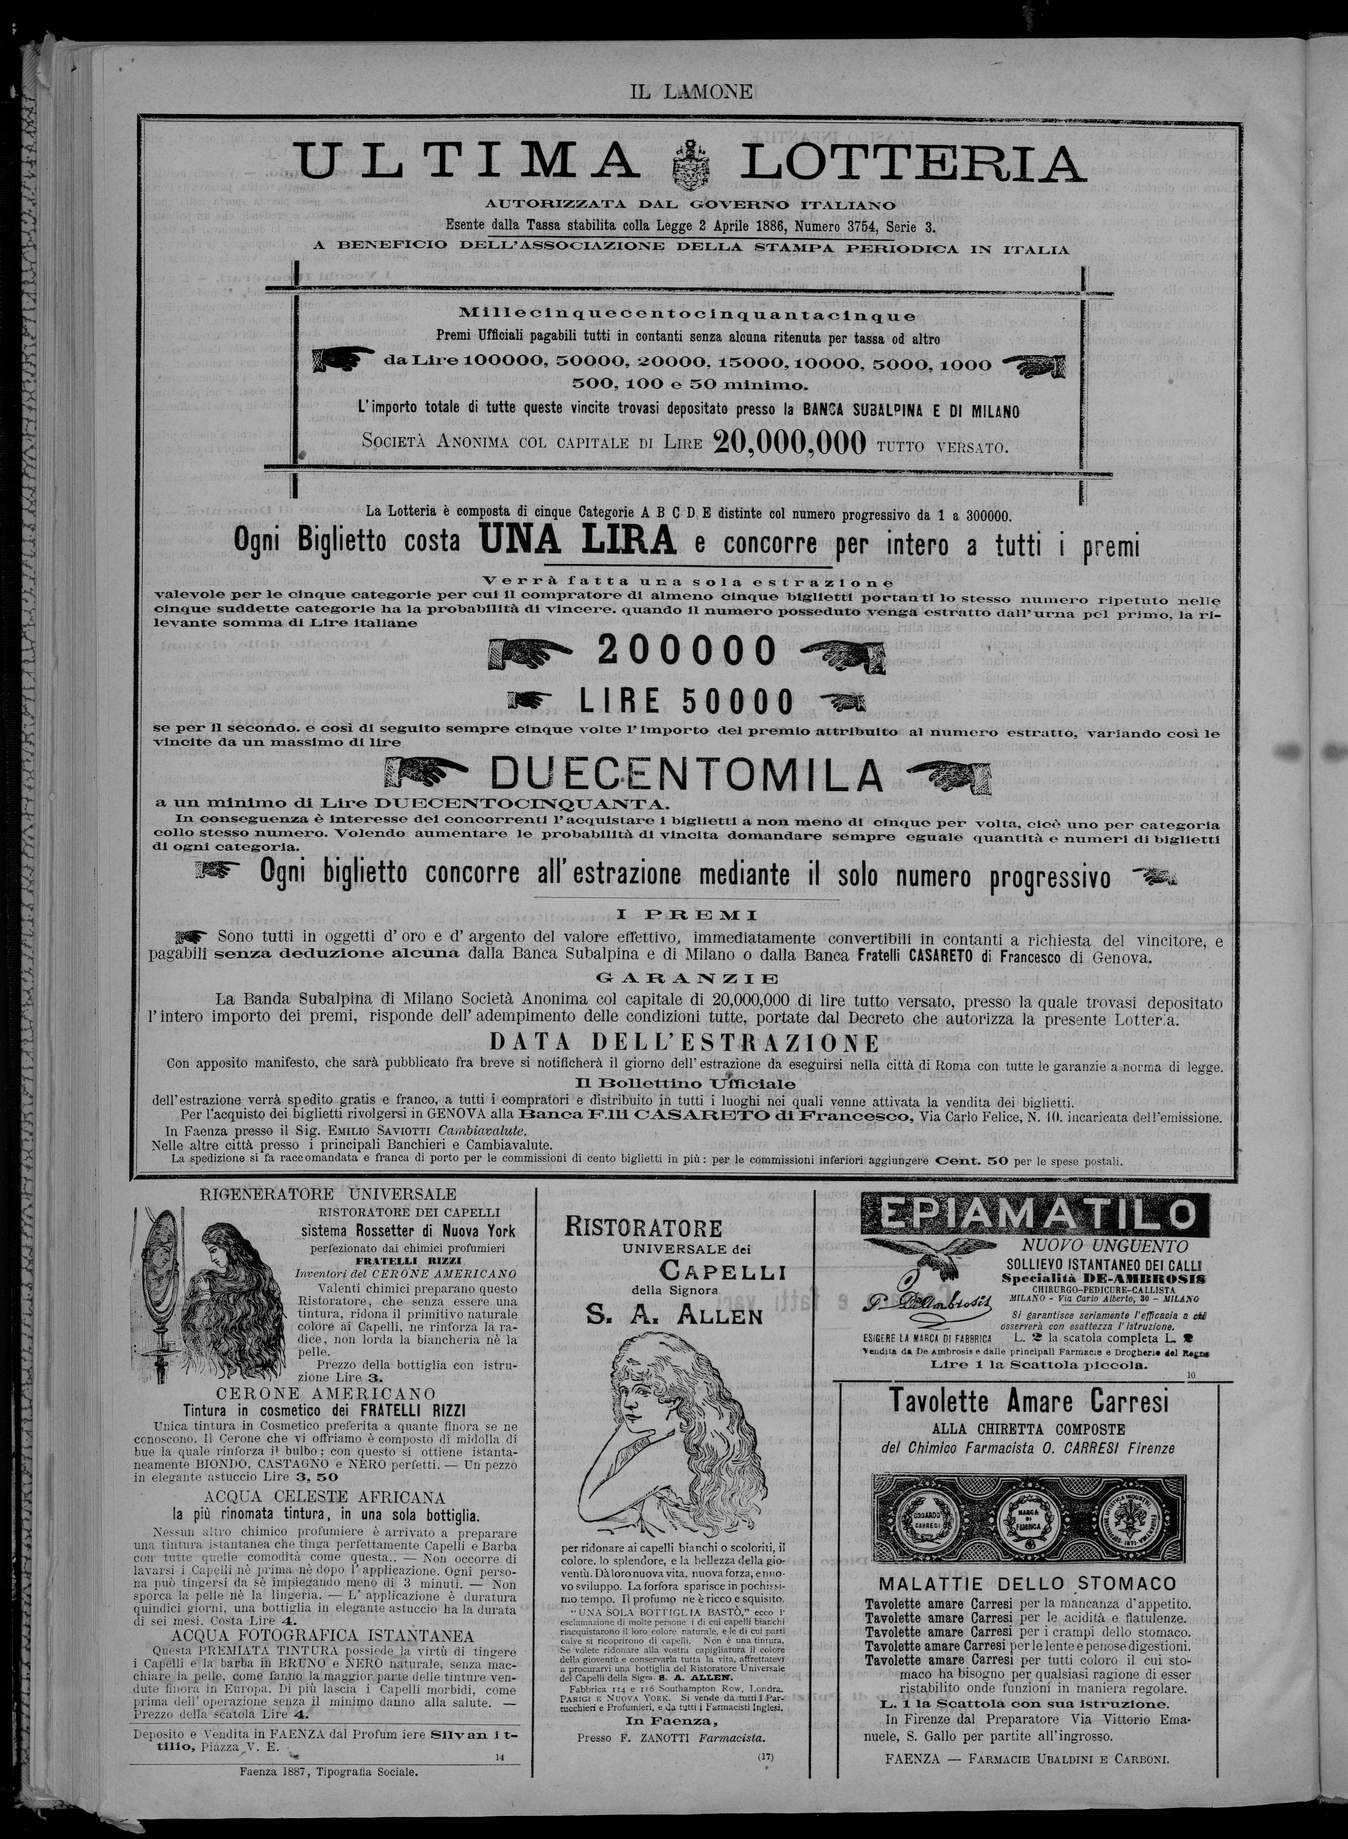 IL LAMONE
ULTIMA LOTTERIA
AUTORIZZATA DAL GOVERNO ITALIANO
Esente dalla Tassa stabilita colla Legge 2 Aprile 1886, Numero 3754, Serie 3.
A BENEFICIO DELL'ASSOCIAZIONE DELLA STAMPA PERIODICA IN ITALIA
Millecinquecentocinquantacinque
Premi Ufficiali pagabili tutti in contanti senza alcuna ritenuta per tassa od altro
da Lire 100000, 50000, 20000, 15000, 10000, 5000, 1000
500, 100 e 50 minimo.
L'importo totale di tutte queste vincite trovasi depositato presso la BANCA SUBALPINA E DI MILANO
SOCIETÀ ANONIMA COL CAPITALE DI LIRE 20,000,000 TUTTO VERSATO.
La Lotteria è composta di cinque Categorie A B C D E distinte col numero progressivo da 1 a 300000.
Ogni Biglietto costa UNA LIRA e concorre per intero a tutti i premi
Verrà fatta una sola estrazione
valevole per le cinque categorie per cui il compratore di almeno cinque biglietti portanti lo stesso numero ripetuto nelle
cinque suddette categorie ha la probabilità di vincere. quando il numero posseduto venga estratto dall'urna pel primo, la ri-
levante somma di Lire italiane
200000
LIRE 50000
se per il secondo. e così di seguito sempre cinque volte l'importo del premio attribuito al numero estratto, variando così le
vincite da un massimo di lire
DUECENTOMILA
a un minimo di Lire DUECENTOCINQUANTA.
In conseguenza è interesse dei concorrenti l'acquistare i biglietti a non meno di cinque per volta, cicè uno per categoria
collo stesso numero. Volendo aumentare le probabilità di vincita domandare sempre eguale quantità e numeri di biglietti
di ogni categoria.
Ogni biglietto concorre all'estrazione mediante il solo numero progressivo
I PREMI
Sono tutti in oggetti d'oro e d'argento del valore effettivo, immediatamente convertibili in contanti a richiesta del vincitore, e
pagabili senza deduzione alcuna dalla Banca Subalpina e di Milano o dalla Banca Fratelli CASARETO di Francesco di Genova.
GARANZIE
La Banda Subalpina di Milano Società Anonima col capitale di 20,000,000 di lire tutto versato, presso la quale trovasi depositato
l'intero importo dei premi, risponde dell'adempimento delle condizioni tutte, portate dal Decreto che autorizza la presente Lotteria.
DATA DELL'ESTRAZIONE
Con apposito manifesto, che sarà pubblicato fra breve si notificherà il giorno dell'estrazione da eseguirsi nella città di Roma con tutte le garanzie a norma di legge.
Il Bollettino Ufficiale
dell'estrazione verrà spedito gratis e franco, a tutti i compratori e distribuito in tutti i luoghi nei quali venne attivata la vendita dei biglietti.
Per l'acquisto dei biglietti rivolgersi in GENOVA alla Banca F.lli CASARETO di Francesco, Via Carlo Felice, N. 10. incaricata dell'emissione.
In Faenza presso il Sig. EMILIO SAVIOTTI Cambiavalute.
Nelle altre città presso i principali Banchieri e Cambiavalute.
La spedizione si fa raccomandata e franca di porto per le commissioni di cento biglietti in più: per le commissioni inferiori aggiungere Cent. 50 per le spese postali.
RIGENERATORE UNIVERSALE
RISTORATORE DEI CAPELLI
sistema Rossetter di Nuova York
perfezionato dai chimici profumieri
FRATELLI RIZZI
Inventori del CERONE AMERICANO
Valenti chimici preparano questo
Ristoratore, che senza essere una
tintura, ridona il primitivo naturale
colore ai Capelli, ne rinforza la ra-
dice, non lorda la biancheria nè la
pelle.
Prezzo della bottiglia con istru-
zione Lire 3.
CERONE AMERICANO
Tintura in cosmetico dei FRATELLI RIZZI
Unica tintura in Cosmetico preferita a quante finora se ne
conoscono. Il Cerone che vi offriamo è composto di midolla di
bue la quale rinforza il bulbo; con questo si ottiene istanta-
neamente BIONDO, CASTAGNO e NERO perfetti. — Un pezzo
in elegante astuccio Lire 3, 50
ACQUA CELESTE AFRICANA
la più rinomata tintura, in una sola bottiglia.
Nessun altro chimico profumiere è arrivato a preparare
una tintura istantanea che tinga perfettamente Capelli e Barba
con tutte quelle comodità come questa.. — Non occorre di
lavarsi i Capelli nè prima nè dopo l'applicazione. Ogni perso-
na può tingersi da sè impiegando meno di 3 minuti. — Non
sporca la pelle nè la lingeria. — L'applicazione è duratura
quindici giorni, una bottiglia in elegante astuccio ha la durata
di sei mesi. Costa Lire 4.
ACQUA FOTOGRAFICA ISTANTANEA
Questa PREMIATA TINTURA possiede la virtù di tingere
i Capelli e la barba in BRUNO e NERO naturale, senza mac-
chiare la pelle, come fanno la maggior parte delle tinture ven-
dute finora in Europa. Di più lascia i Capelli morbidi, come
prima dell'operazione senza il minimo danno alla salute. —
Prezzo della scatola Lire 4.
Deposito e Vendita in FAENZA dal Profum iere Silvan i t-
tilio, Piazza V. E.
14
Faenza 1887, Tipografia Sociale.
RISTORATORE
UNIVERSALE dei
CAPELLI
della Signora
S. A. ALLEN
per ridonare ai capelli bianchi o scoloriti, il
colore, lo splendore, e la bellezza della gio-
ventù. Dà loro nuova vita, nuova forza, e nuo-
vo sviluppo. La forfora sparisce in pochissi-
mo tempo. Il profumo ne è ricco e squisito.
"UNA SOLA BOTTIGLIA BASTÒ," ecco l'
esclamazione di molte persone i di cui capelli bianchi
riacquistarono il loro colore naturale, e le di cui parti
calve si ricoprirono di capelli. Non è una tintura.
Se volete ridonare alla vostra capigliatura il colore
della gioventù e conservarla tutta la vita, affrettatevi
a procurarvi una bottiglia del Ristoratore Universale
dei Capelli della Sigra. S. A. ALLEN.
Fabbrica 114 e 116 Southampton Row, Londra.
PARIGI E NUOVA YORK. Si vende da tutti i Par-
rucchieri e Profumieri, e da tutti i Farmacisti Inglesi.
In Faenza,
Presso F. ZANOTTI Farmacista.
(17)
EPIAMATILO
NUOVO UNGUENTO
SOLLIEVO ISTANTANEO DEI CALLI
Specialità DE-AMBROSIS
CHIRURGO-PEDICURE-CALLISTA
MILANO - Via Carlo Alberto, 30 - MILANO
P. DeAmbrosis
Si garantisce seriamente l'efficacia a chi
osserverà con esattezza l'istruzione.
ESIGERE LA MARCA DI FABBRICA L. 2 la scatola completa L. 2
Vendita da De Ambrosis e dalle principali Farmacie e Drogherie del Regno
Lire 1 la Scattola piccola.
10
Tavolette Amare Carresi
ALLA CHIRETTA COMPOSTE
del Chimico Farmacista O. CARRESI Firenze
MARCA
DI
FABBRICA
MALATTIE DELLO STOMACO
Tavolette amare Carresi per la mancanza d'appetito.
Tavolette amare Carresi per le acidità e flatulenze.
Tavolette amare Carresi per i crampi dello stomaco.
Tavolette amare Carresi per le lente e penose digestioni.
Tavolette amare Carresi per tutti coloro il cui sto-
maco ha bisogno per qualsiasi ragione di esser
ristabilito onde funzioni in maniera regolare.
L. 1 la Scattola con sua istruzione.
In Firenze dal Preparatore Via Vittorio Ema-
nuele, S. Gallo per partite all'ingrosso.
FAENZA — FARMACIE UBALDINI E CARBONI.